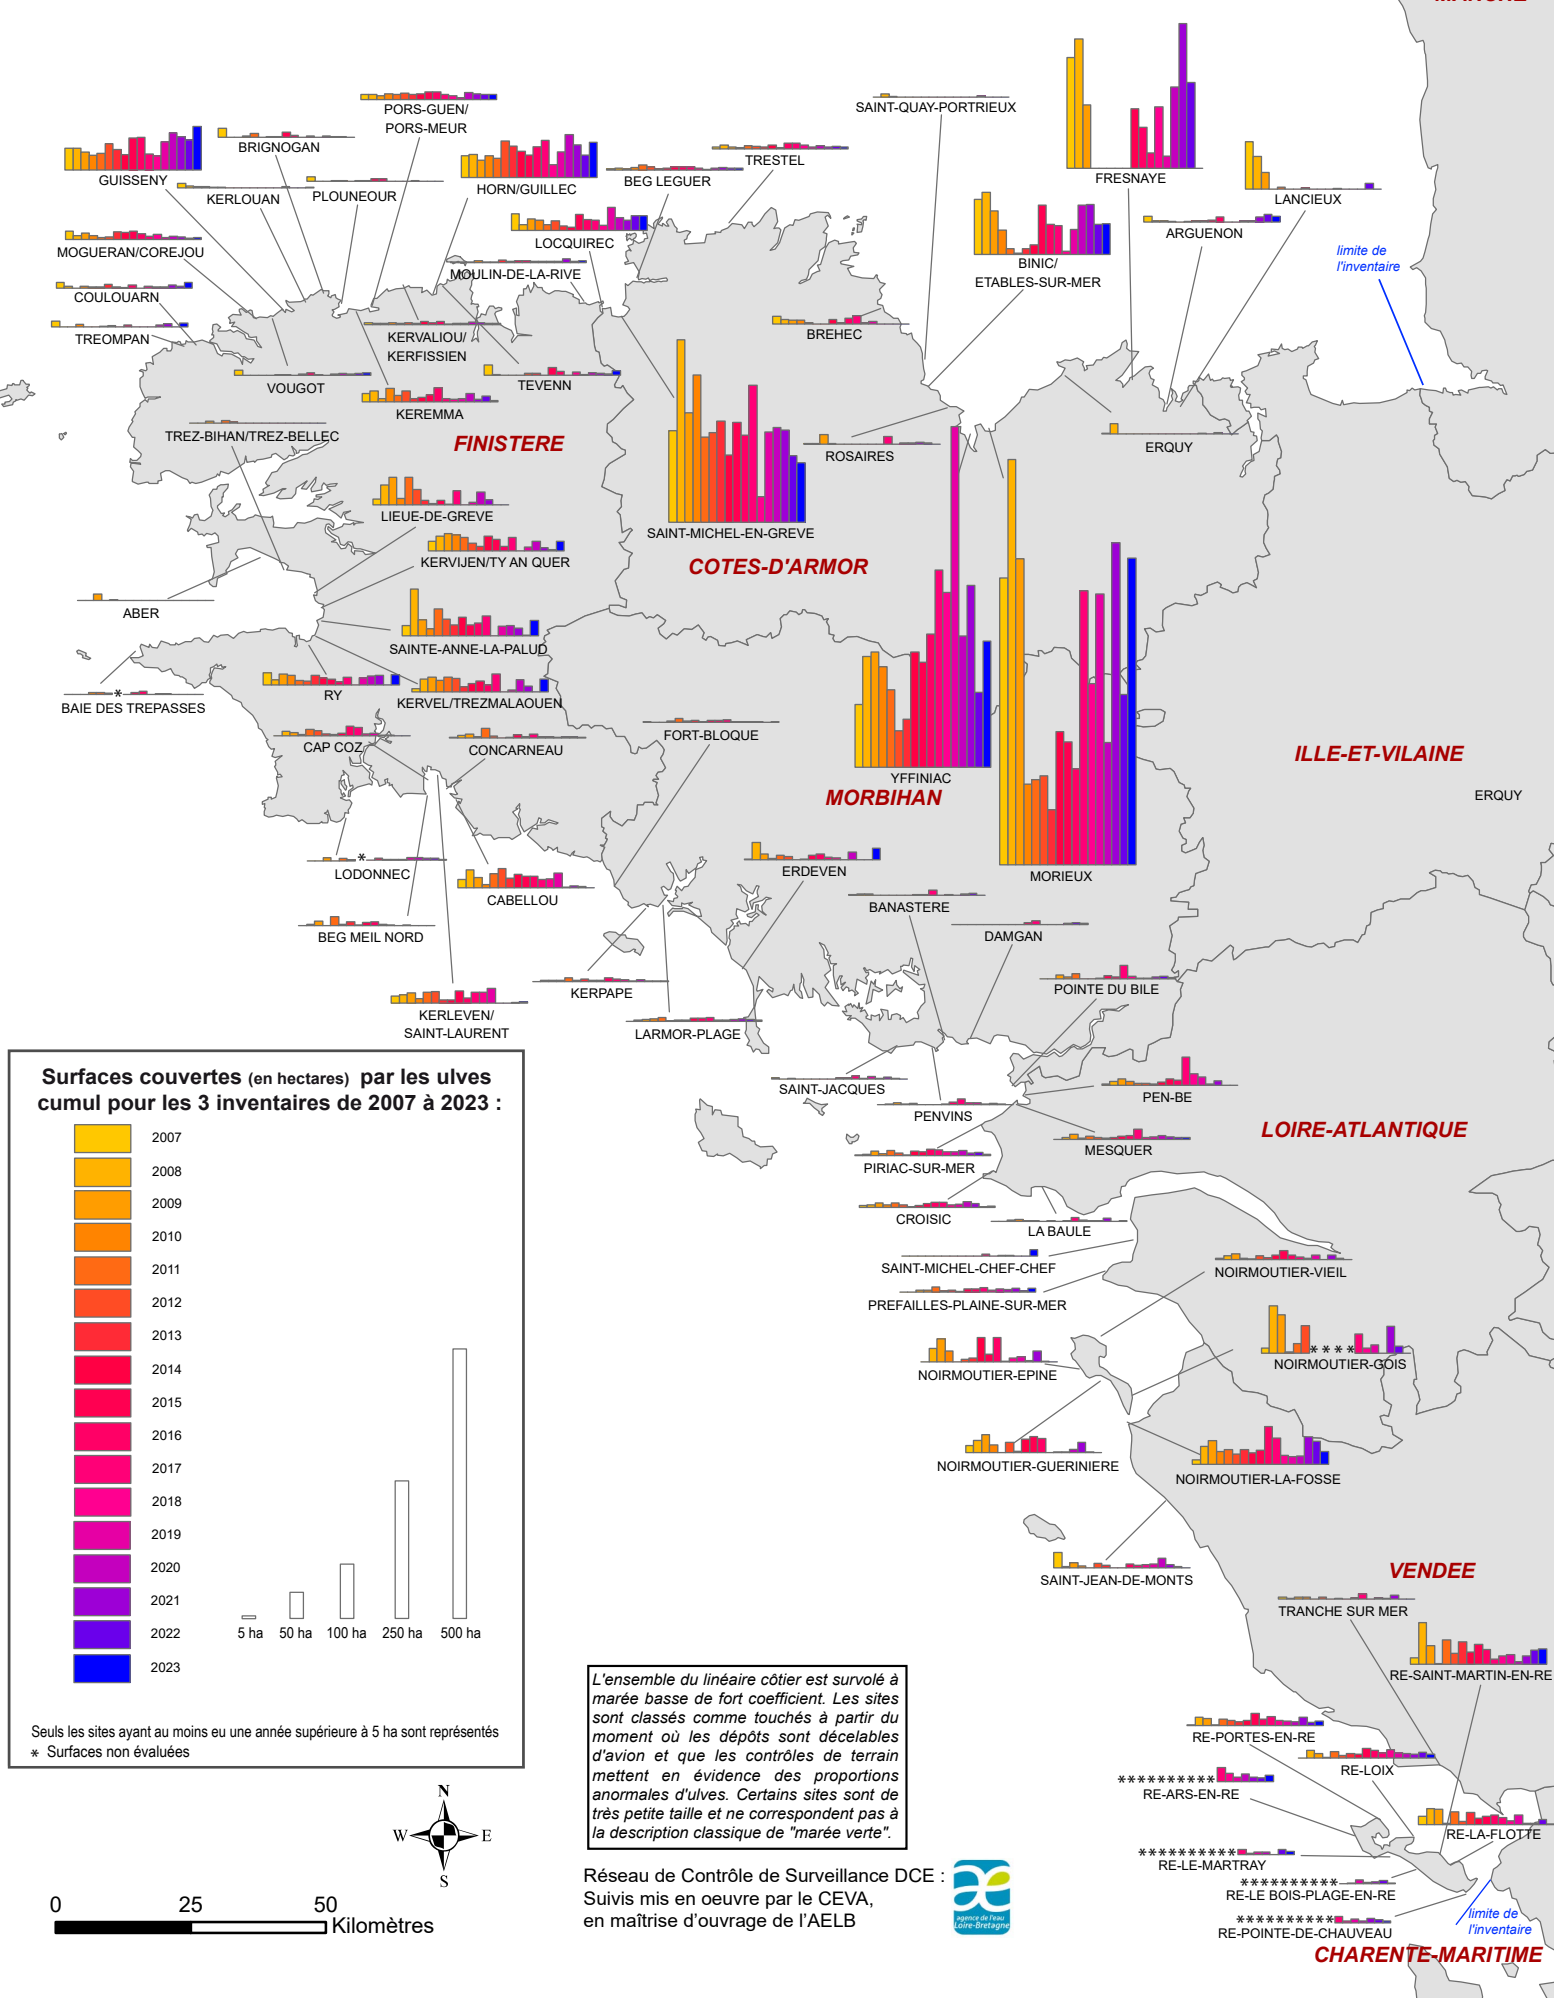 SAINT-QUAY-PORTRIEUX
PORS-GUEN/
PORS-MEUR
BRIGNOGAN
GUISSENY
KERLOUAN
PLOUNEOUR
HORN/GUILLEC
BEG LEGUER
TRESTEL
FRESNAYE
LANCIEUX
ARGUENON
limite de
l'inventaire
MOGUERAN/COREJOU
LOCQUIREC
MOULIN-DE-LA-RIVE
BINIC/
ETABLES-SUR-MER
COULOUARN
TREOMPAN
KERVALIOU/
KERFISSIEN
BREHEC
VOUGOT
TEVENN
KEREMMA
TREZ-BIHAN/TREZ-BELLEC
FINISTERE
ROSAIRES
ERQUY
LIEUE-DE-GREVE
SAINT-MICHEL-EN-GREVE
KERVIJEN/TY AN QUER
COTES-D'ARMOR
ABER
SAINTE-ANNE-LA-PALUD
*
BAIE DES TREPASSES
RY
KERVEL/TREZMALAOUEN
CAP COZ
CONCARNEAU
FORT-BLOQUE
YFFINIAC
MORBIHAN
ILLE-ET-VILAINE
ERQUY
*
LODONNEC
CABELLOU
ERDEVEN
MORIEUX
BANASTERE
BEG MEIL NORD
DAMGAN
KERPAPE
POINTE DU BILE
KERLEVEN/
SAINT-LAURENT
LARMOR-PLAGE
SAINT-JACQUES
PEN-BE
PENVINS
LOIRE-ATLANTIQUE
MESQUER
PIRIAC-SUR-MER
CROISIC
LA BAULE
SAINT-MICHEL-CHEF-CHEF
NOIRMOUTIER-VIEIL
PREFAILLES-PLAINE-SUR-MER
* * * *
NOIRMOUTIER-GOIS
NOIRMOUTIER-EPINE
NOIRMOUTIER-GUERINIERE
NOIRMOUTIER-LA-FOSSE
SAINT-JEAN-DE-MONTS
VENDEE
TRANCHE SUR MER
RE-SAINT-MARTIN-EN-RE
RE-PORTES-EN-RE
RE-LOIX
**********
RE-ARS-EN-RE
RE-LA-FLOTTE
**********
RE-LE-MARTRAY
**********
RE-LE BOIS-PLAGE-EN-RE
**********
RE-POINTE-DE-CHAUVEAU
limite de
l'inventaire
CHARENTE-MARITIME
Surfaces couvertes (en hectares) par les ulves
cumul pour les 3 inventaires de 2007 à 2023 :
2007
2008
2009
2010
2011
2012
2013
2014
2015
2016
2017
2018
2019
2020
2021
2022
2023
5 ha 50 ha 100 ha 250 ha 500 ha
Seuls les sites ayant au moins eu une année supérieure à 5 ha sont représentés
* Surfaces non évaluées
N
W E
S
0 25 50
Kilomètres
L'ensemble du linéaire côtier est survolé à
marée basse de fort coefficient. Les sites
sont classés comme touchés à partir du
moment où les dépôts sont décelables
d'avion et que les contrôles de terrain
mettent en évidence des proportions
anormales d'ulves. Certains sites sont de
très petite taille et ne correspondent pas à
la description classique de "marée verte".
Réseau de Contrôle de Surveillance DCE :
Suivis mis en oeuvre par le CEVA,
en maîtrise d'ouvrage de l'AELB
agence de l'eau
Loire-Bretagne